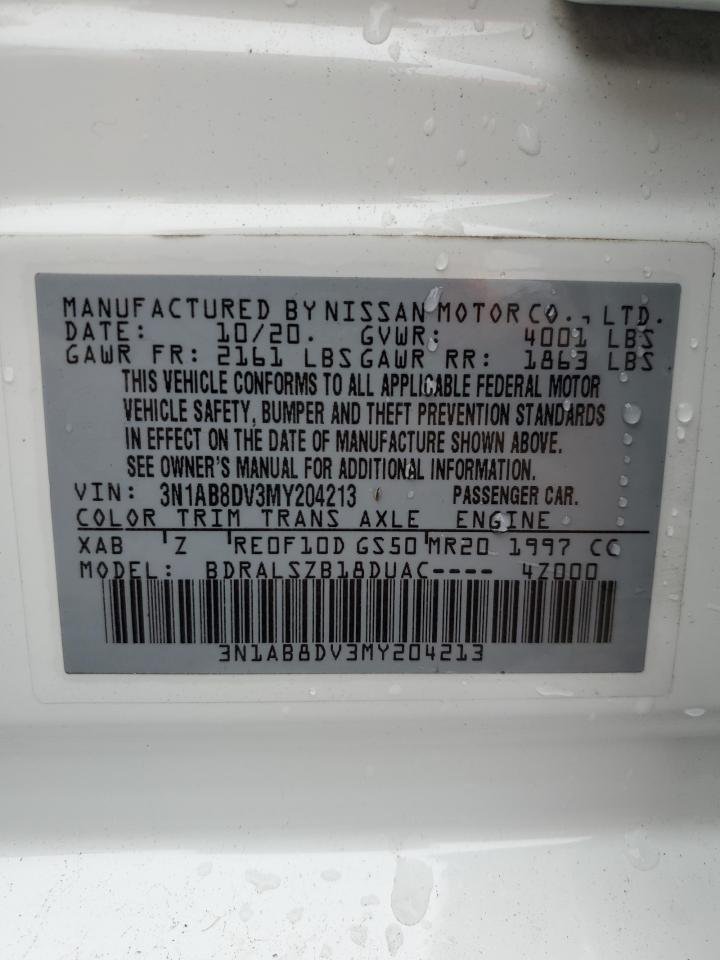 MANUFACTURED BY NISSAN MOTOR CO., LTD.
DATE: 10/20. GVWR: 4001 LBS
GAWR FR: 2161 LBS GAWR RR: 1863 LBS
THIS VEHICLE CONFORMS TO ALL APPLICABLE FEDERAL MOTOR
VEHICLE SAFETY, BUMPER AND THEFT PREVENTION STANDARDS
IN EFFECT ON THE DATE OF MANUFACTURE SHOWN ABOVE.
SEE OWNER'S MANUAL FOR ADDITIONAL INFORMATION.
VIN: 3N1AB8DV3MY204213 PASSENGER CAR.
COLOR TRIM TRANS AXLE ENGINE
XAB Z RE0F10D GS50 MR20 1997 CC
MODEL: BDRALSZB18DUAC---- 4Z000
3N1AB8DV3MY204213